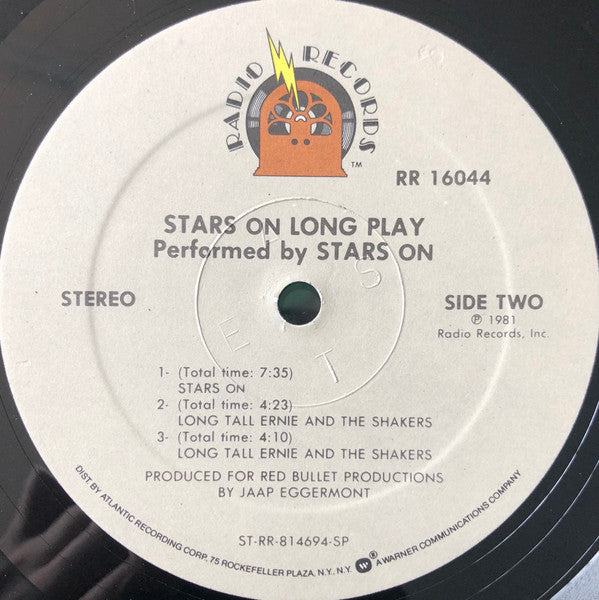 RADIO RECORDS
TM
RR 16044
STARS ON LONG PLAY
Performed by STARS ON
STEREO
SIDE TWO
Ⓟ 1981
Radio Records, Inc.
1- (Total time: 7:35)
STARS ON
2- (Total time: 4:23)
LONG TALL ERNIE AND THE SHAKERS
3- (Total time: 4:10)
LONG TALL ERNIE AND THE SHAKERS
PRODUCED FOR RED BULLET PRODUCTIONS
BY JAAP EGGERMONT
ST-RR-814694-SP
DIST. BY ATLANTIC RECORDING CORP., 75 ROCKEFELLER PLAZA, N.Y., N.Y. W ® A WARNER COMMUNICATIONS COMPANY